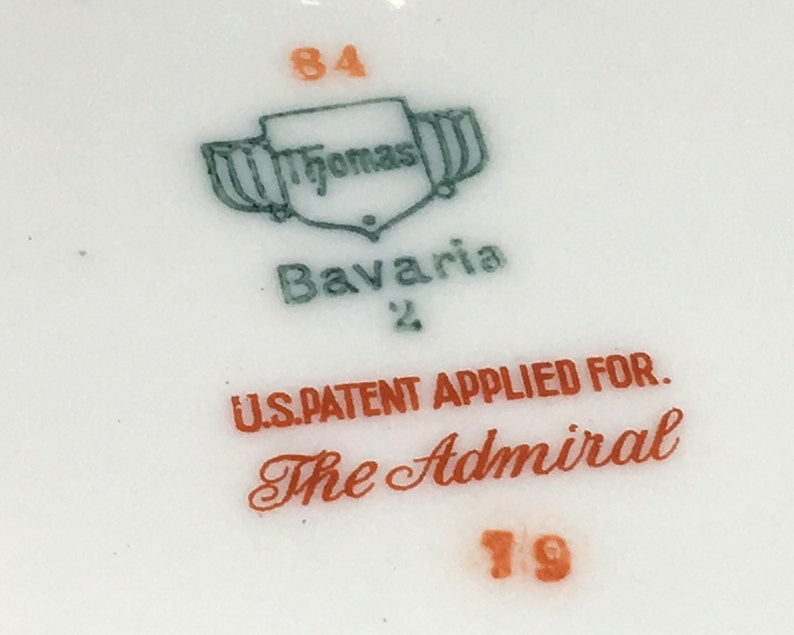 84
Thomas
Bavaria
2
U.S.PATENT APPLIED FOR.
The Admiral
79